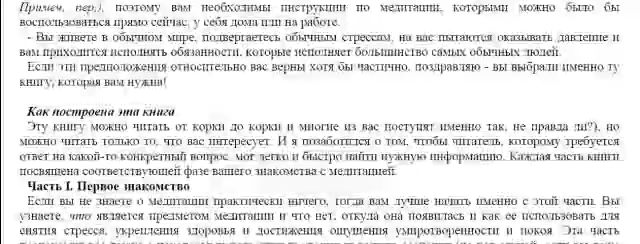 Примеч. пер.), поэтому вам необходимы инструкции по медитации, которыми можно было бы
воспользоваться прямо сейчас, у себя дома или на работе.
- Вы живете в обычном мире, подвергаетесь обычным стрессам, на вас пытаются оказывать давление и
вам приходится исполнять обязанности, которые исполняет большинство самых обычных людей.
Если эти предположения относительно вас верны хотя бы частично, поздравляю - вы выбрали именно ту
книгу, которая вам нужна!
Как построена эта книга
Эту книгу можно читать от корки до корки и многие из вас поступят именно так, не правда ли?), но
можно читать только то, что вас интересует. И я позаботился о том, чтобы читатель, которому требуется
ответ на какой-то конкретный вопрос, мог легко и быстро найти нужную информацию. Каждая часть книги
посвящена соответствующей фазе вашего знакомства с медитацией.
Часть I. Первое знакомство
Если вы не знаете о медитации практически ничего, тогда вам лучше начать именно с этой части. Вы
узнаете, что является предметом медитации и что нет, откуда она появилась и как ее использовать для
снятия стресса, укрепления здоровья и достижения ощущения умиротворенности и покоя. Эта часть